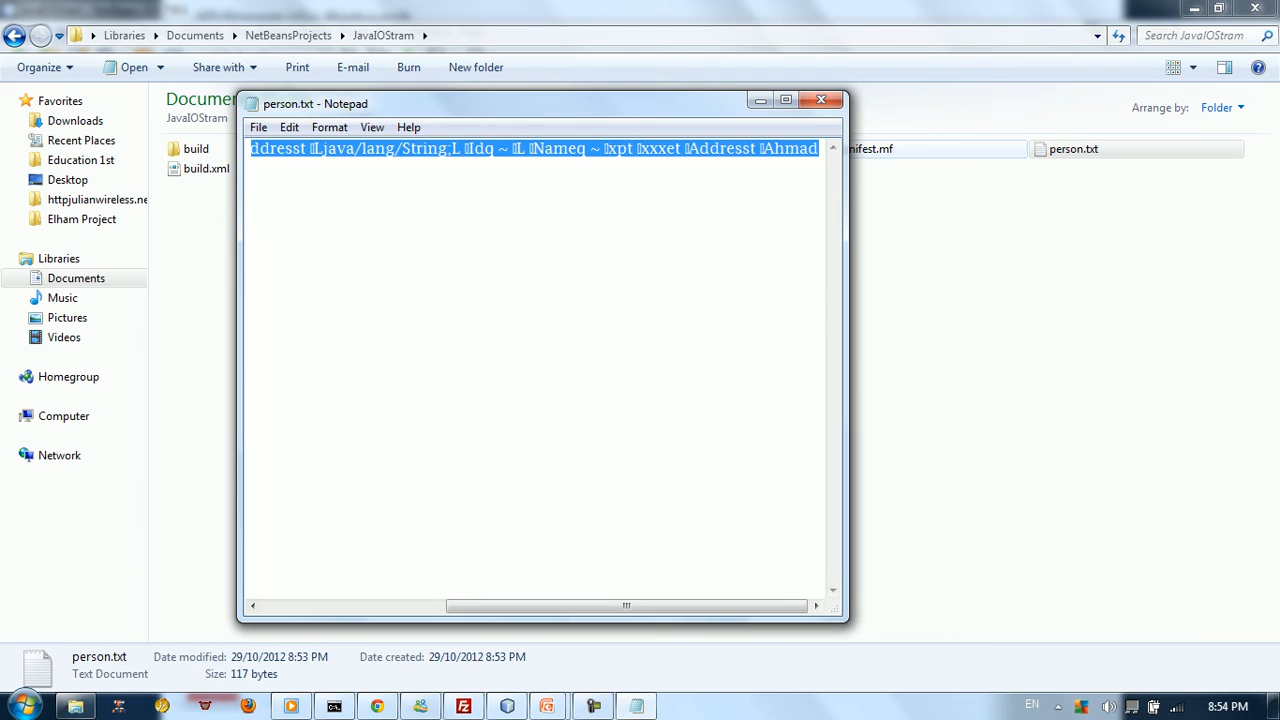 Libraries
Documents
NetBeansProjects
JavaIOStram
Search JavaIOStram
Organize
Open
Share with
Print
E-mail
Burn
New folder
Favorites
Downloads
Recent Places
Education 1st
Desktop
httpjulianwireless.ne
Elham Project
Libraries
Documents
Music
Pictures
Videos
Homegroup
Computer
Network
Documen
JavaIOStram
Arrange by: Folder
build
build.xml
nifest.mf
person.txt
person.txt - Notepad
File Edit Format View Help
ddresst Ljava/lang/String;L Idq ~ L Nameq ~ xpt xxxet Addresst Ahmad
person.txt
Text Document
Date modified: 29/10/2012 8:53 PM
Size: 117 bytes
Date created: 29/10/2012 8:53 PM
EN
8:54 PM